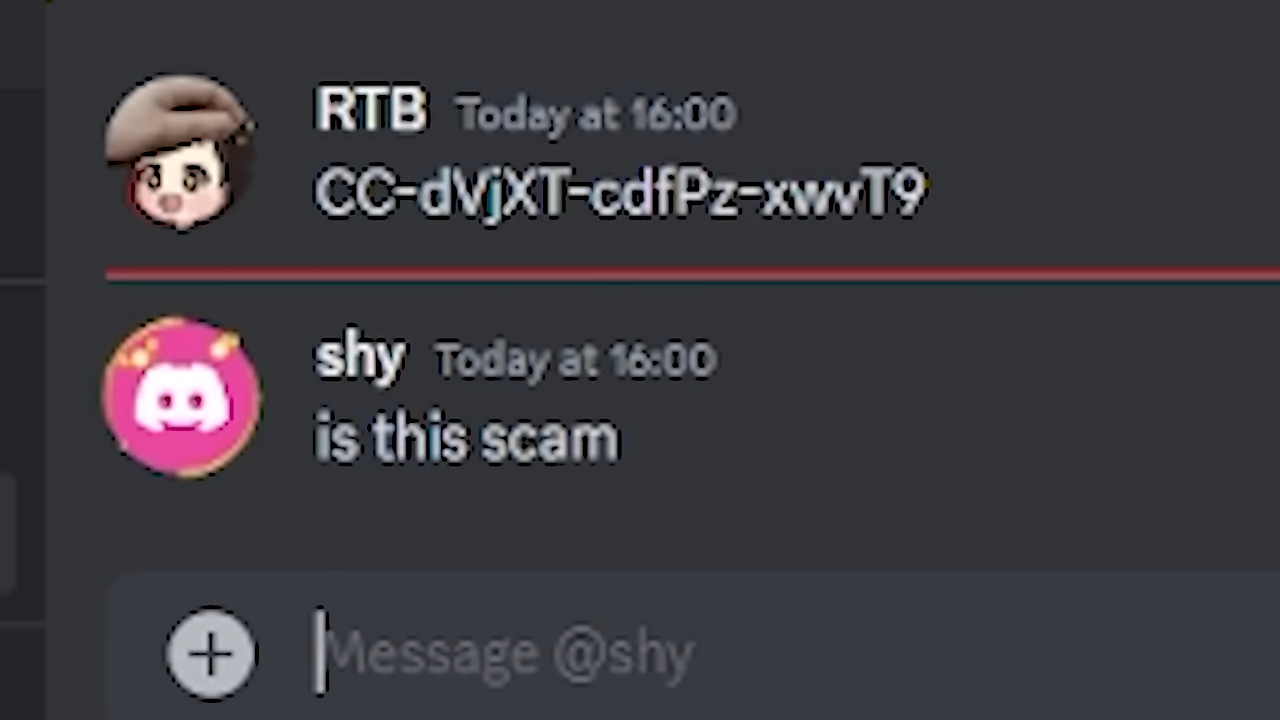 RTB Today at 16:00
CC-dVjXT-cdfPz-xwvT9
shy Today at 16:00
is this scam
Message @shy